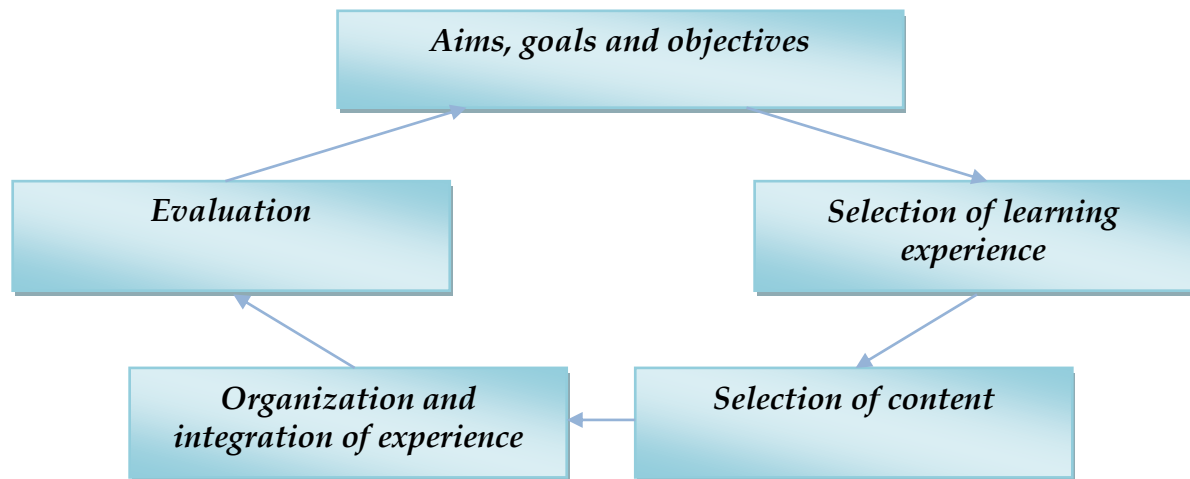 Aims, goals and objectives
Evaluation
Selection of learning
experience
Organization and
integration of experience
Selection of content